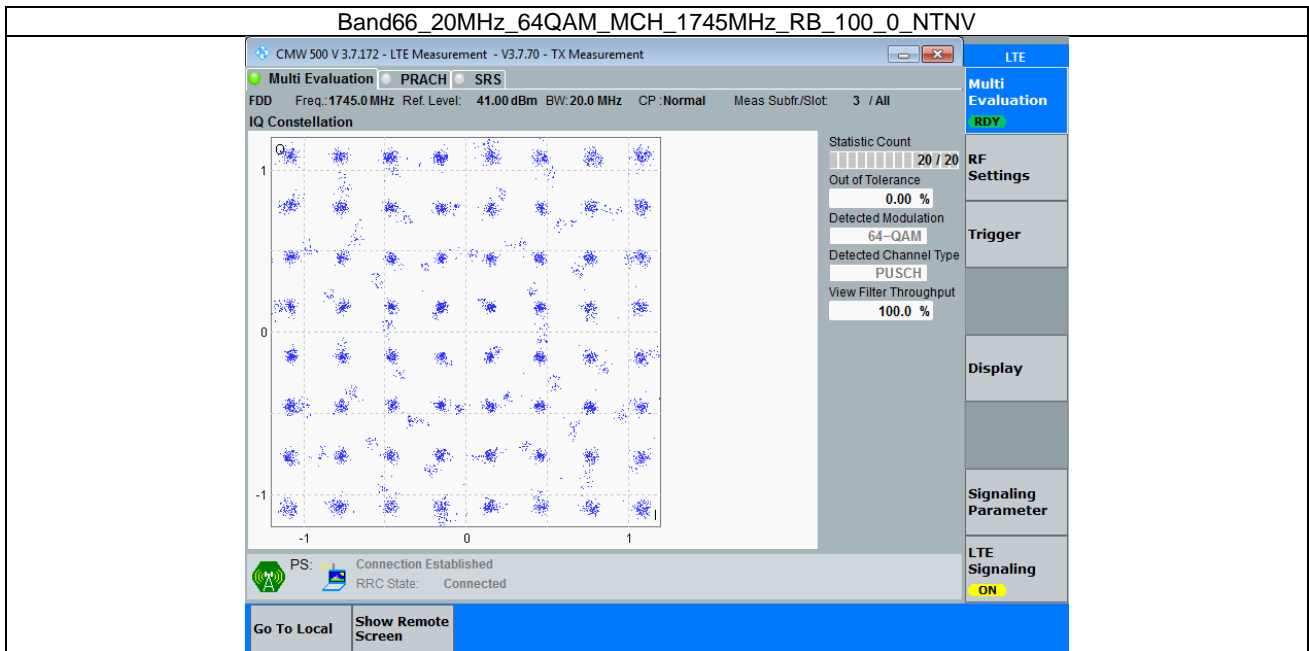 Band66_20MHz_64QAM_MCH_1745MHz_RB_100_0_NTNV
CMW 500 V 3.7.172 - LTE Measurement - V3.7.70 - TX Measurement
LTE
Multi Evaluation PRACH SRS
Multi
Evaluation
RDY
FDD Freq.:1745.0 MHz Ref. Level: 41.00 dBm BW:20.0 MHz CP :Normal Meas Subfr./Slot: 3 / All
IQ Constellation
Q
1
0
-1
-1 0 1
I
Statistic Count
20 / 20
Out of Tolerance
0.00 %
Detected Modulation
64-QAM
Detected Channel Type
PUSCH
View Filter Throughput
100.0 %
RF
Settings
Trigger
Display
Signaling
Parameter
LTE
Signaling
ON
PS: Connection Established
RRC State: Connected
Go To Local
Show Remote
Screen